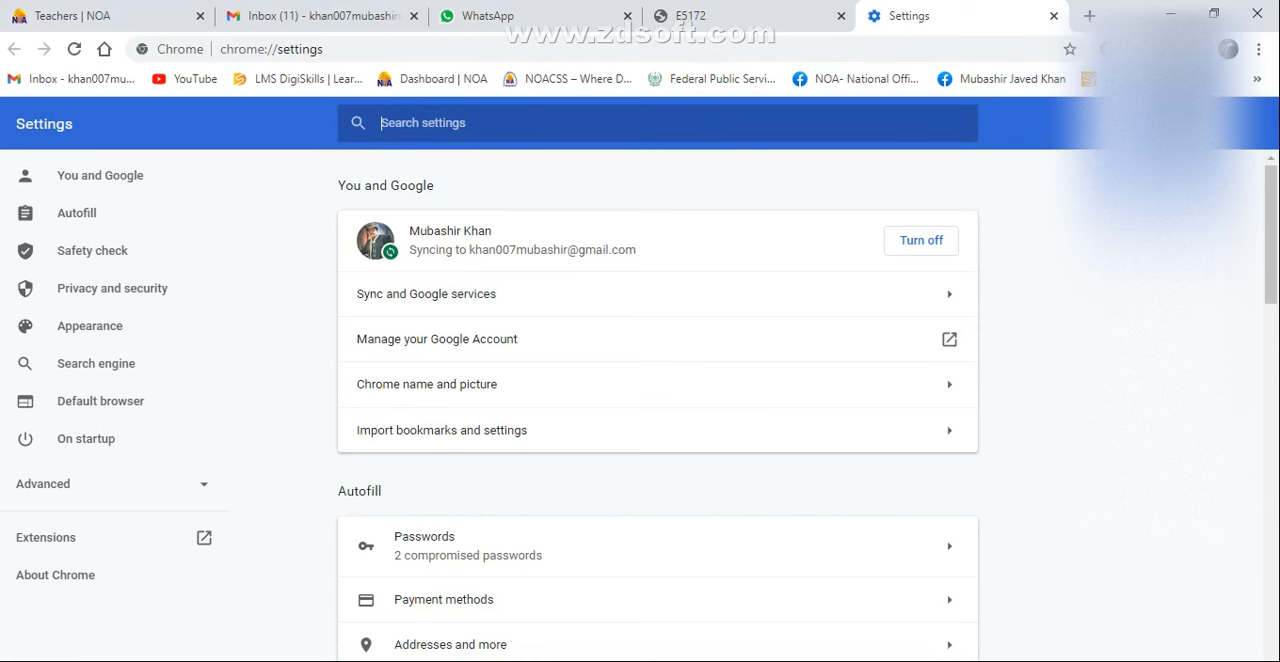 Teachers | NOA
Inbox (11) - khan007mubashir
WhatsApp
E5172
Settings
www.zdsoft.com
Chrome | chrome://settings
Inbox - khan007mu...
YouTube
LMS DigiSkills | Lear...
Dashboard | NOA
NOACSS – Where D...
Federal Public Servi...
NOA- National Offi...
Mubashir Javed Khan
Settings
Search settings
You and Google
Autofill
Safety check
Privacy and security
Appearance
Search engine
Default browser
On startup
Advanced
Extensions
About Chrome
You and Google
Mubashir Khan
Syncing to khan007mubashir@gmail.com
Turn off
Sync and Google services
Manage your Google Account
Chrome name and picture
Import bookmarks and settings
Autofill
Passwords
2 compromised passwords
Payment methods
Addresses and more